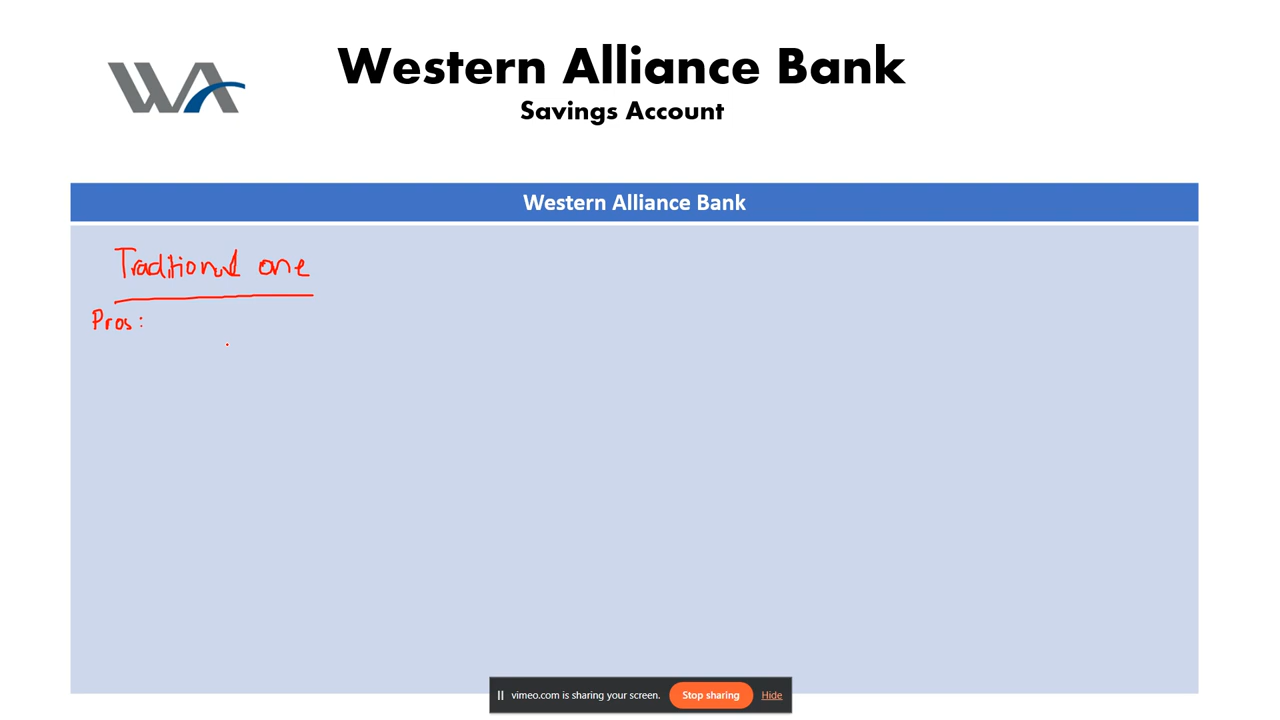 WA
Western Alliance Bank
Savings Account
Western Alliance Bank
Traditional one
Pros:
vimeo.com is sharing your screen. Stop sharing Hide